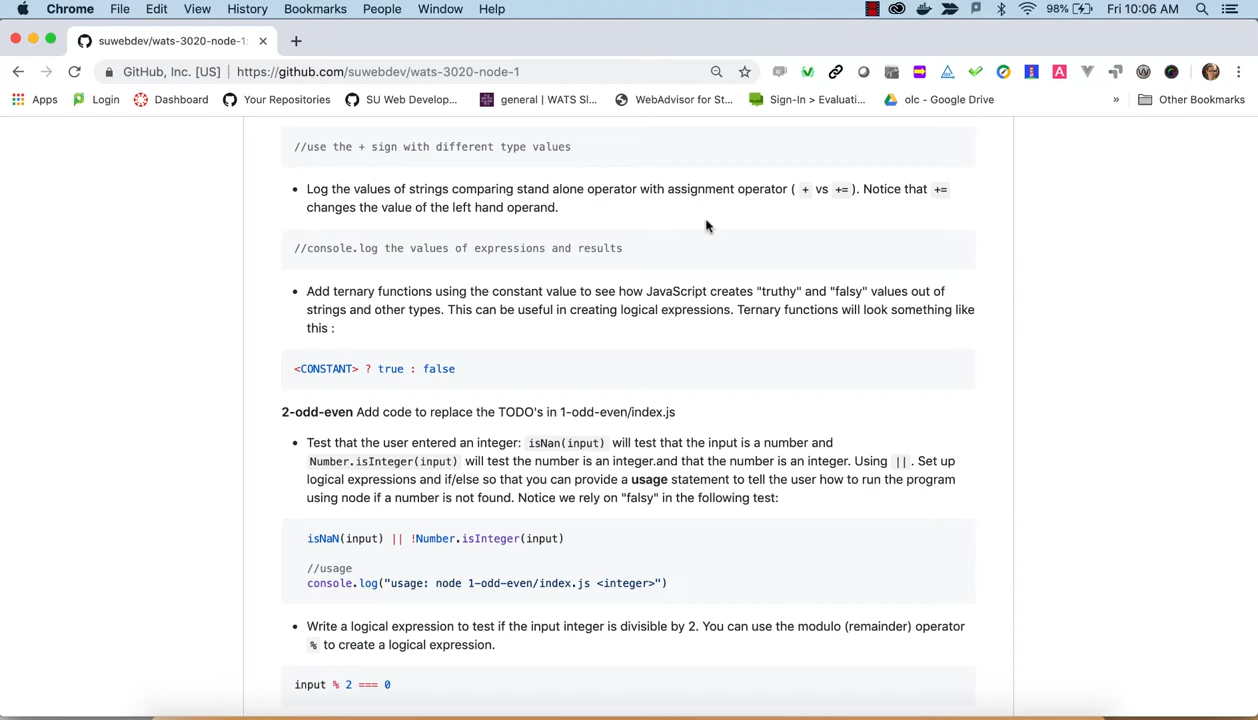 Chrome File Edit View History Bookmarks People Window Help 98% Fri 10:06 AM
suwebdev/wats-3020-node-1:
GitHub, Inc. [US] https://github.com/suwebdev/wats-3020-node-1
Apps Login Dashboard Your Repositories SU Web Develop... general | WATS Sl... WebAdvisor for St... Sign-In > Evaluati... olc - Google Drive » Other Bookmarks
//use the + sign with different type values
• Log the values of strings comparing stand alone operator with assignment operator ( + vs += ). Notice that +=
changes the value of the left hand operand.
//console.log the values of expressions and results
• Add ternary functions using the constant value to see how JavaScript creates "truthy" and "falsy" values out of
strings and other types. This can be useful in creating logical expressions. Ternary functions will look something like
this :
<CONSTANT> ? true : false
2-odd-even Add code to replace the TODO's in 1-odd-even/index.js
• Test that the user entered an integer: isNan(input) will test that the input is a number and
Number.isInteger(input) will test the number is an integer.and that the number is an integer. Using || . Set up
logical expressions and if/else so that you can provide a usage statement to tell the user how to run the program
using node if a number is not found. Notice we rely on "falsy" in the following test:
isNaN(input) || !Number.isInteger(input)
//usage
console.log("usage: node 1-odd-even/index.js <integer>")
• Write a logical expression to test if the input integer is divisible by 2. You can use the modulo (remainder) operator
% to create a logical expression.
input % 2 === 0